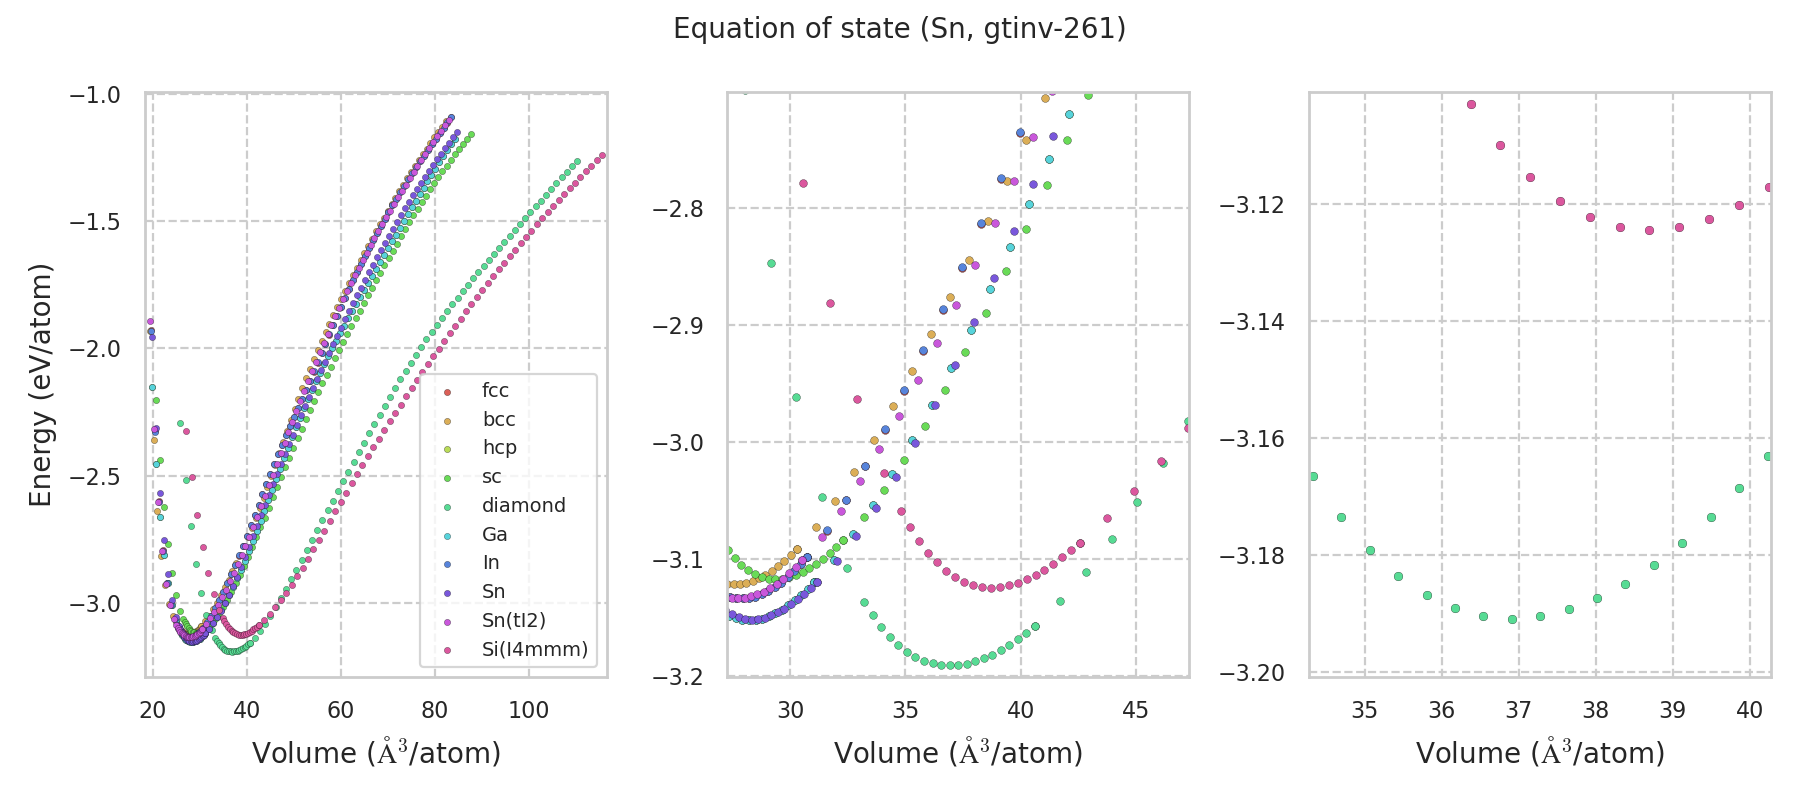 Equation of state (Sn, gtinv-261)
Energy (eV/atom)
−1.0
−1.5
−2.0
−2.5
−3.0
20 40 60 80 100
Volume (Å³/atom)
fcc
bcc
hcp
sc
diamond
Ga
In
Sn
Sn(tI2)
Si(I4mmm)
−2.8
−2.9
−3.0
−3.1
−3.2
30 35 40 45
Volume (Å³/atom)
−3.12
−3.14
−3.16
−3.18
−3.20
35 36 37 38 39 40
Volume (Å³/atom)